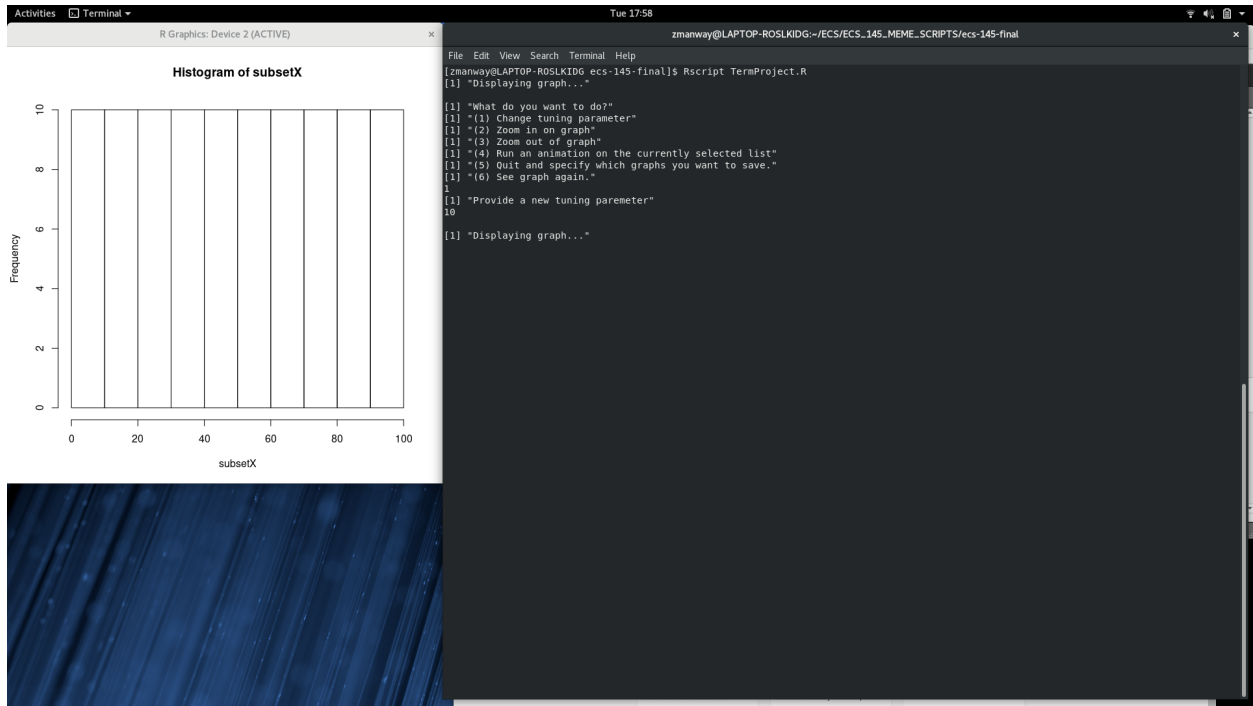 Activities Terminal Tue 17:58
R Graphics: Device 2 (ACTIVE) ×
Histogram of subsetX
10
8
6
4
2
0
Frequency
0 20 40 60 80 100
subsetX
zmanway@LAPTOP-ROSLKIDG:~/ECS/ECS_145_MEME_SCRIPTS/ecs-145-final ×
File Edit View Search Terminal Help
[zmanway@LAPTOP-ROSLKIDG ecs-145-final]$ Rscript TermProject.R
[1] "Displaying graph..."
[1] "What do you want to do?"
[1] "(1) Change tuning parameter"
[1] "(2) Zoom in on graph"
[1] "(3) Zoom out of graph"
[1] "(4) Run an animation on the currently selected list"
[1] "(5) Quit and specify which graphs you want to save."
[1] "(6) See graph again."
1
[1] "Provide a new tuning paremeter"
10
[1] "Displaying graph..."